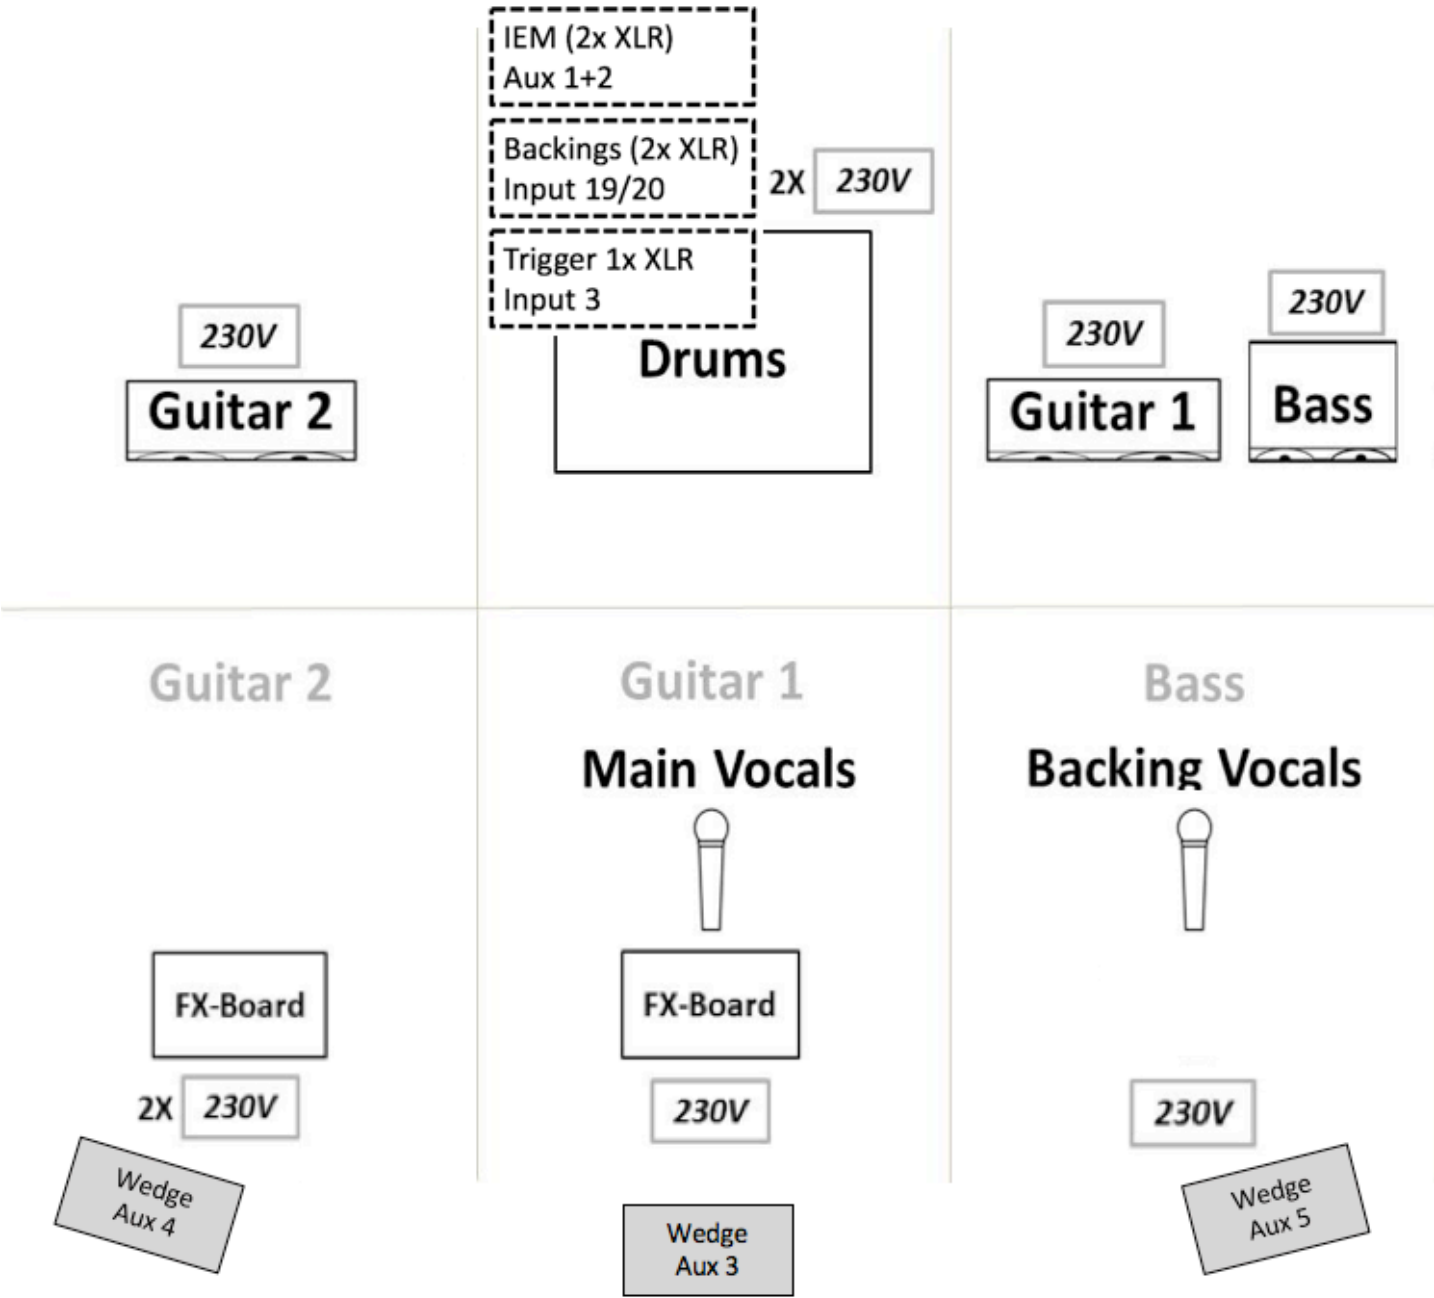 IEM (2x XLR)
Aux 1+2
Backings (2x XLR)
Input 19/20
2X 230V
Trigger 1x XLR
Input 3
Drums
230V
Guitar 2
230V
Guitar 1
230V
Bass
Guitar 2
Guitar 1
Bass
Main Vocals
Backing Vocals
FX-Board
FX-Board
2X 230V
230V
230V
Wedge
Aux 4
Wedge
Aux 3
Wedge
Aux 5